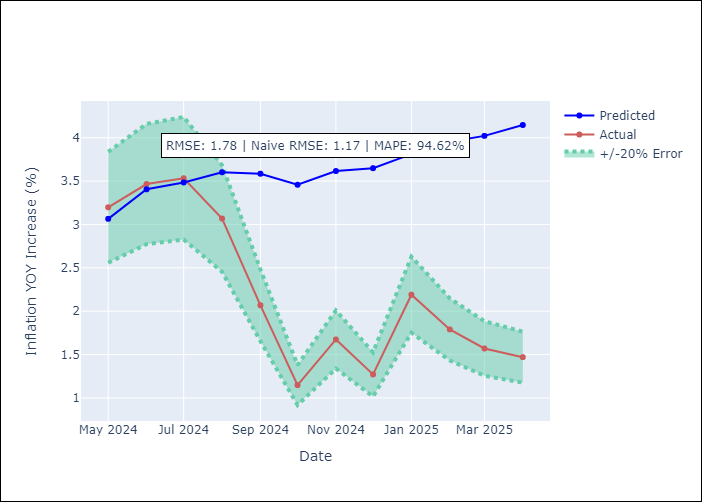 Predicted
Actual
+/-20% Error
RMSE: 1.78 | Naive RMSE: 1.17 | MAPE: 94.62%
Inflation YOY Increase (%)
4
3.5
3
2.5
2
1.5
1
May 2024
Jul 2024
Sep 2024
Nov 2024
Jan 2025
Mar 2025
Date